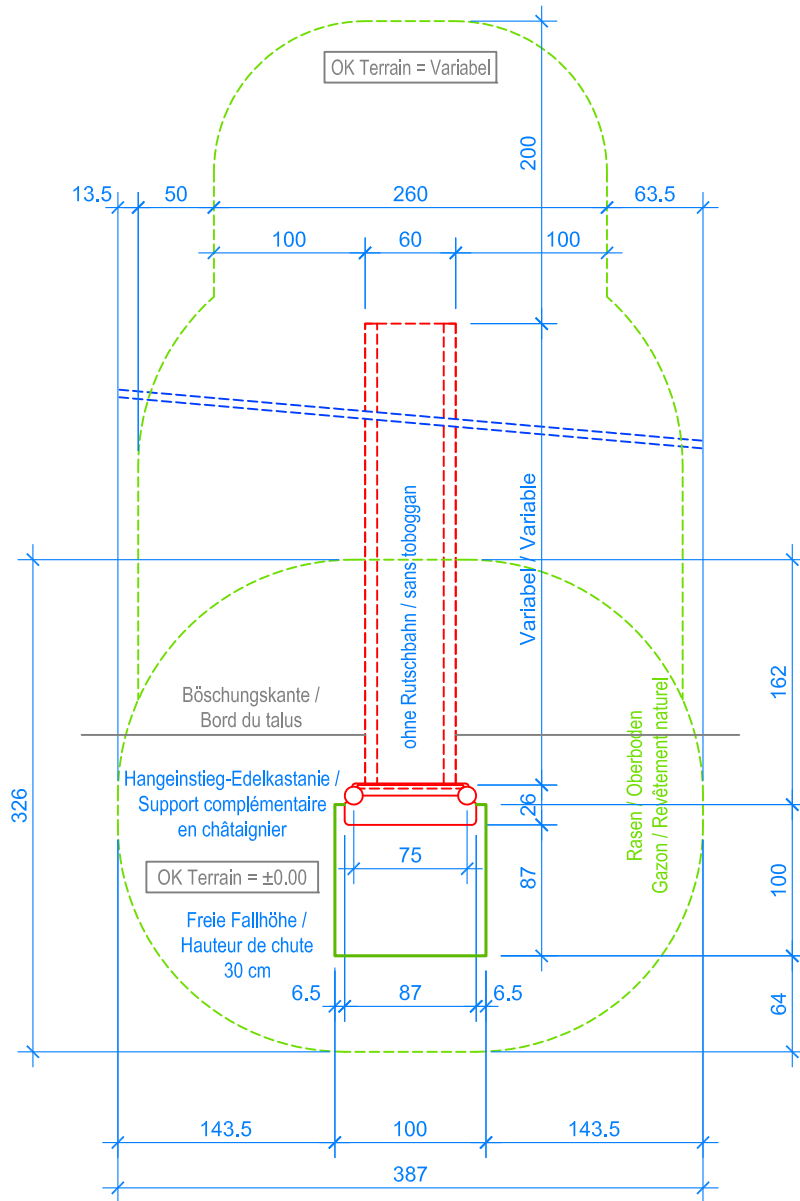 OK Terrain = Variabel
200
13.5
50
260
63.5
100
60
100
ohne Rutschbahn / sans toboggan
Variabel / Variable
162
Böschungskante /
Bord du talus
Rasen / Oberboden
Gazon / Revêtement naturel
326
Hangeinstieg-Edelkastanie /
Support complémentaire
en châtaignier
26
75
87
100
OK Terrain = ±0.00
Freie Fallhöhe /
Hauteur de chute
30 cm
6.5
87
6.5
64
143.5
100
143.5
387